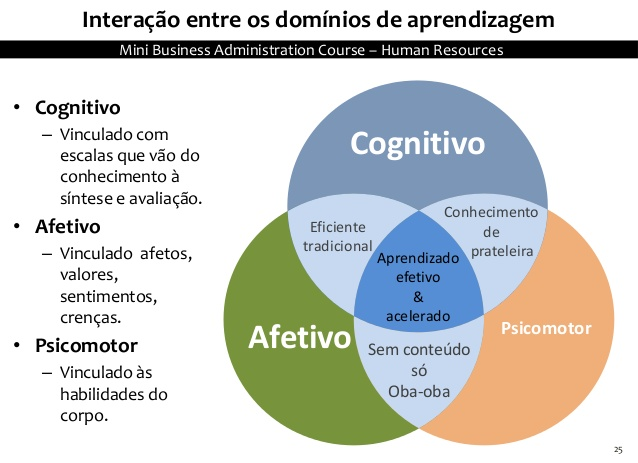 Interação entre os domínios de aprendizagem
Mini Business Administration Course – Human Resources
• Cognitivo
– Vinculado com
escalas que vão do
conhecimento à
síntese e avaliação.
• Afetivo
– Vinculado afetos,
valores,
sentimentos,
crenças.
• Psicomotor
– Vinculado às
habilidades do
corpo.
Cognitivo
Eficiente
tradicional
Conhecimento
de
prateleira
Aprendizado
efetivo
&
acelerado
Afetivo
Psicomotor
Sem conteúdo
só
Oba-oba
25